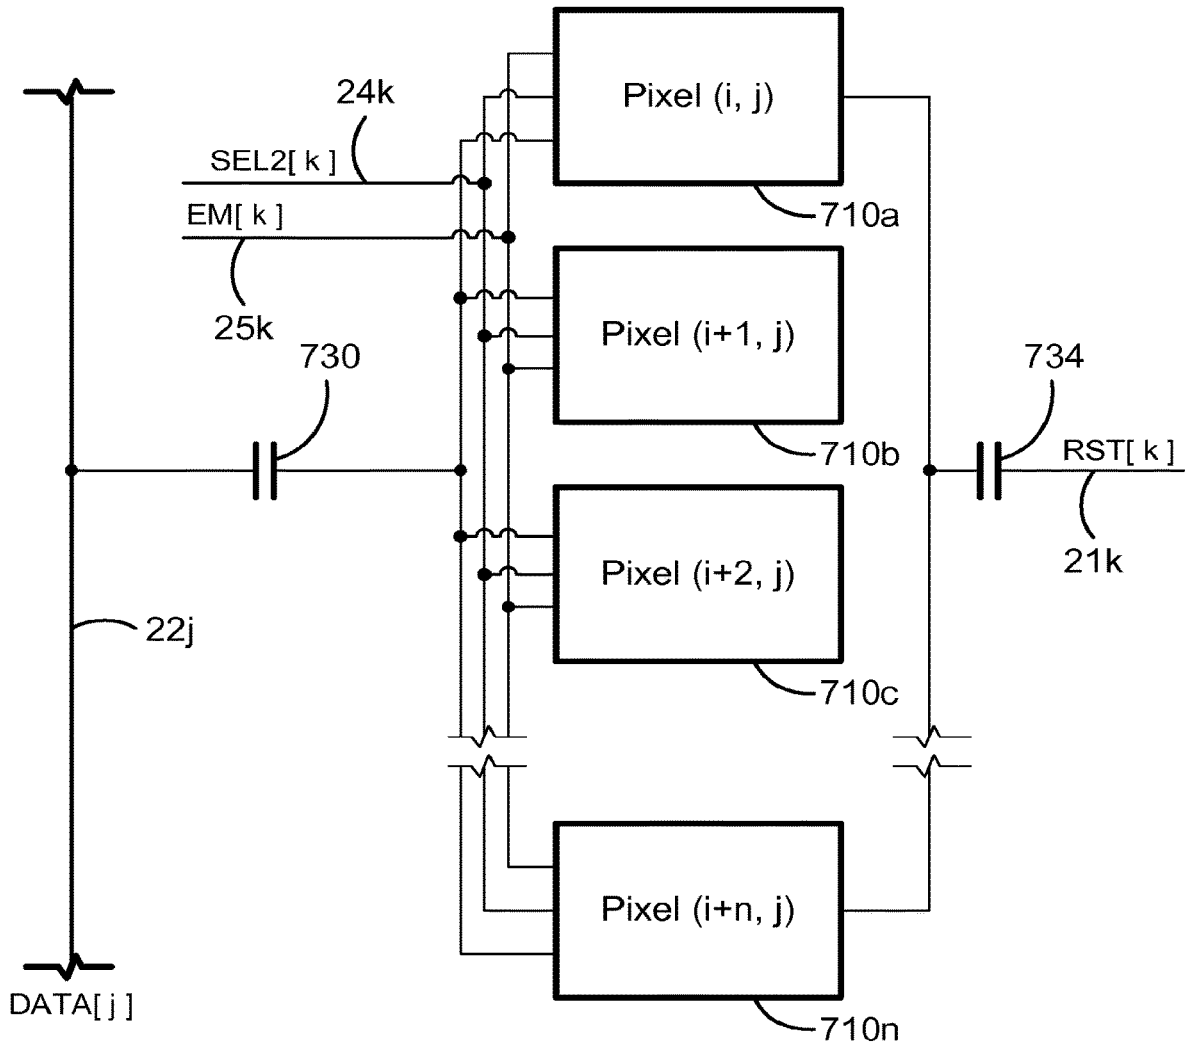 Pixel (i, j)
24k
SEL2[ k ]
710a
EM[ k ]
25k
Pixel (i+1, j)
730
734
710b
RST[ k ]
21k
Pixel (i+2, j)
22j
710c
Pixel (i+n, j)
DATA[ j ]
710n